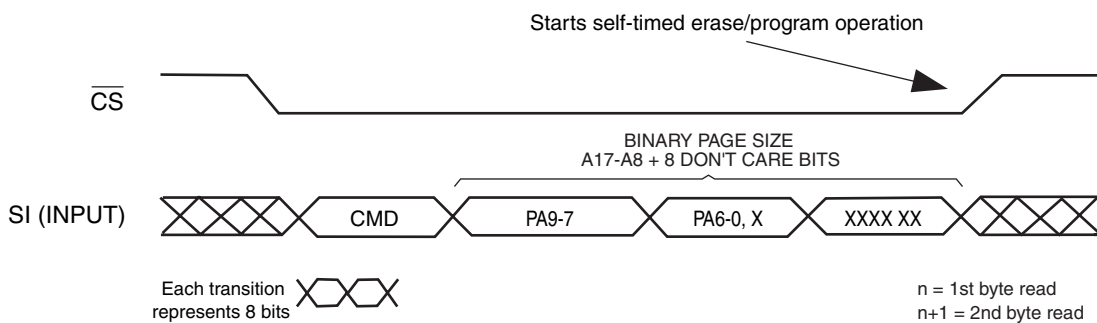 Starts self-timed erase/program operation
CS
BINARY PAGE SIZE
A17-A8 + 8 DON'T CARE BITS
SI (INPUT)
CMD
PA9-7
PA6-0, X
XXXX XX
Each transition
represents 8 bits
n = 1st byte read
n+1 = 2nd byte read